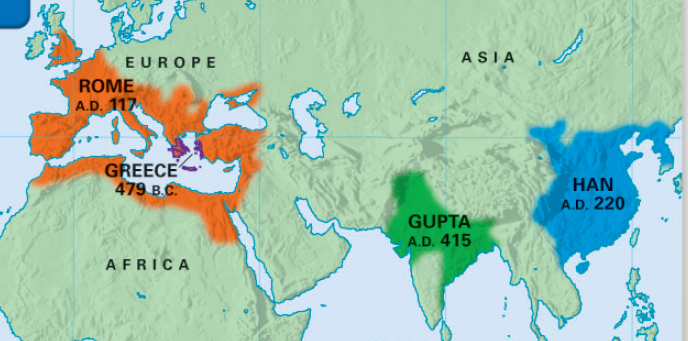 EUROPE
ASIA
ROME
A.D. 117
GREECE
479 B.C.
HAN
A.D. 220
GUPTA
A.D. 415
AFRICA